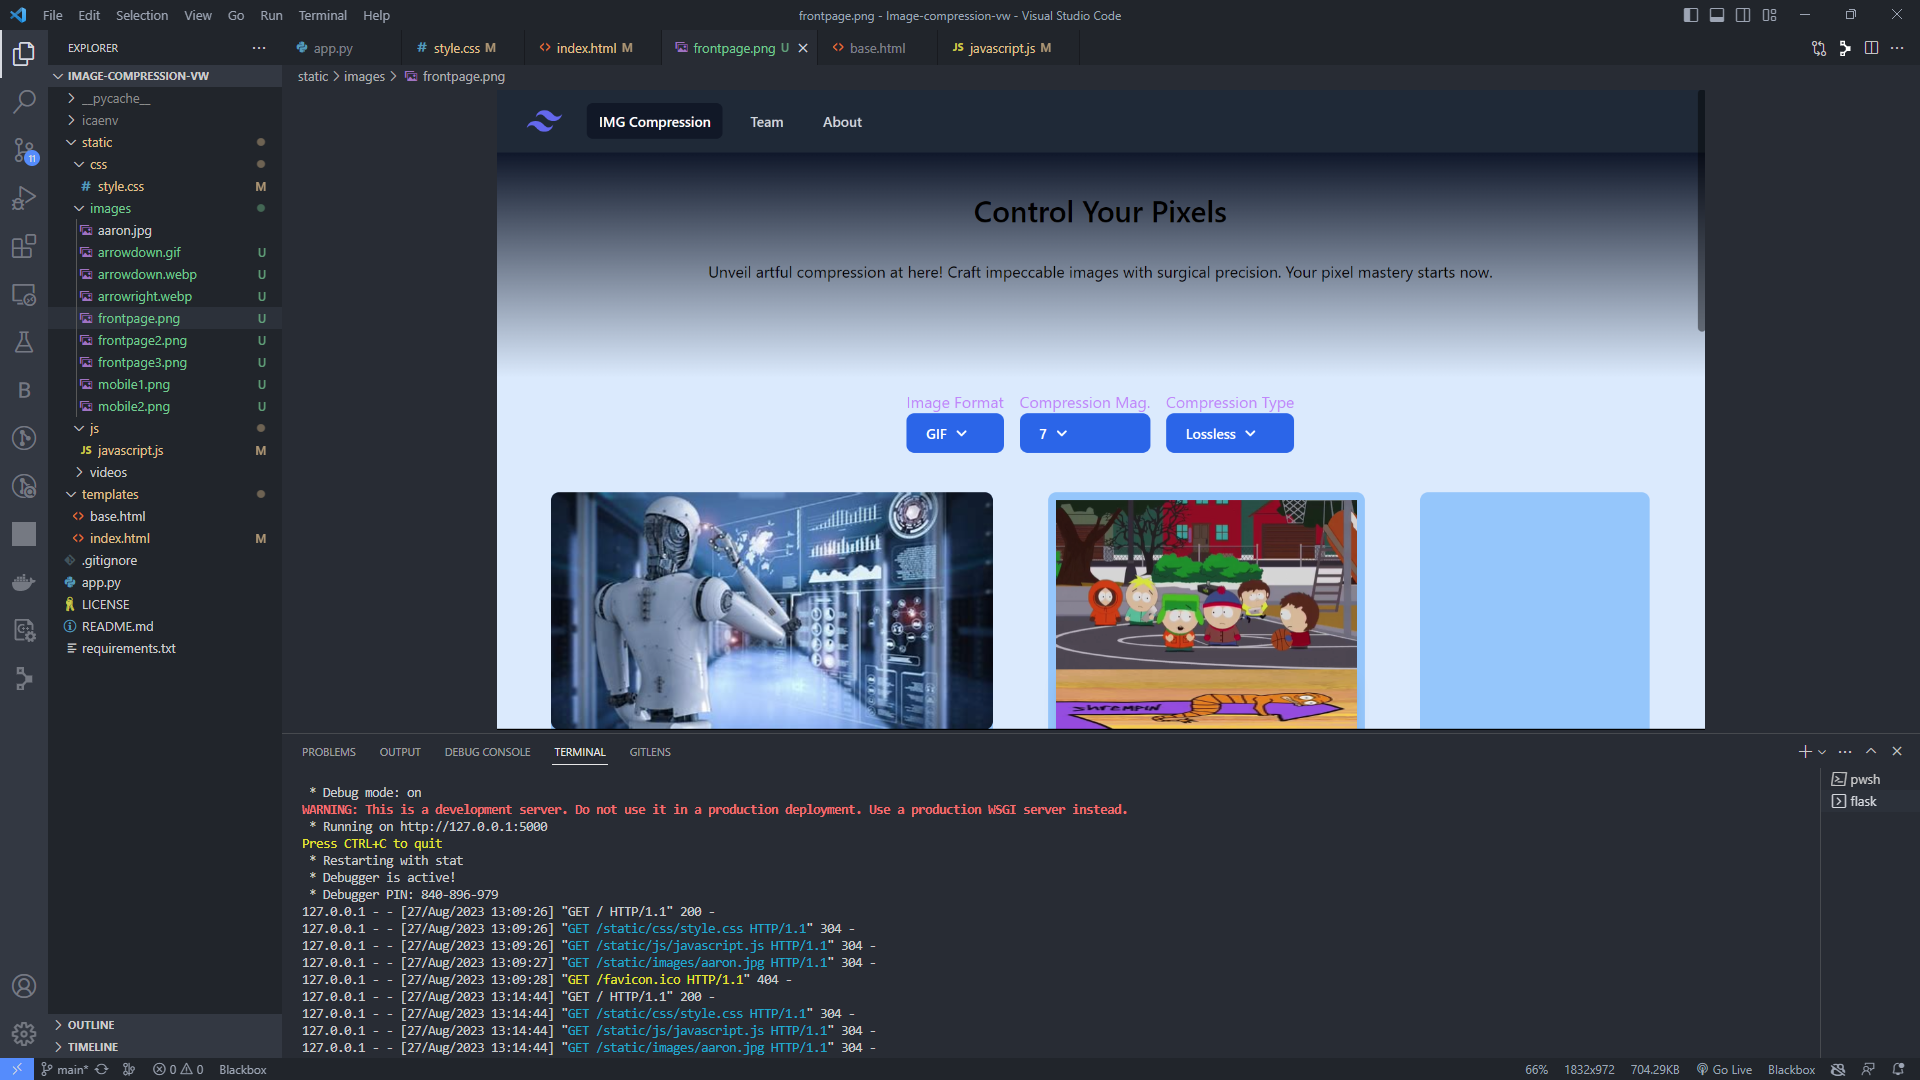 File Edit Selection View Go Run Terminal Help
frontpage.png - Image-compression-vw - Visual Studio Code
EXPLORER
app.py
style.css M
index.html M
frontpage.png U
base.html
JS javascript.js M
IMAGE-COMPRESSION-VW
static > images > frontpage.png
__pycache__
icaenv
static
css
# style.css M
images
aaron.jpg
arrowdown.gif U
arrowdown.webp U
arrowright.webp U
frontpage.png U
frontpage2.png U
frontpage3.png U
mobile1.png U
mobile2.png U
js
JS javascript.js M
videos
templates
base.html
index.html M
.gitignore
app.py
LICENSE
README.md
requirements.txt
OUTLINE
TIMELINE
11
B
IMG Compression Team About
Control Your Pixels
Unveil artful compression at here! Craft impeccable images with surgical precision. Your pixel mastery starts now.
Image Format Compression Mag. Compression Type
GIF 7 Lossless
shrempin
PROBLEMS OUTPUT DEBUG CONSOLE TERMINAL GITLENS
pwsh
flask
* Debug mode: on
WARNING: This is a development server. Do not use it in a production deployment. Use a production WSGI server instead.
* Running on http://127.0.0.1:5000
Press CTRL+C to quit
* Restarting with stat
* Debugger is active!
* Debugger PIN: 840-896-979
127.0.0.1 - - [27/Aug/2023 13:09:26] "GET / HTTP/1.1" 200 -
127.0.0.1 - - [27/Aug/2023 13:09:26] "GET /static/css/style.css HTTP/1.1" 304 -
127.0.0.1 - - [27/Aug/2023 13:09:26] "GET /static/js/javascript.js HTTP/1.1" 304 -
127.0.0.1 - - [27/Aug/2023 13:09:27] "GET /static/images/aaron.jpg HTTP/1.1" 304 -
127.0.0.1 - - [27/Aug/2023 13:09:28] "GET /favicon.ico HTTP/1.1" 404 -
127.0.0.1 - - [27/Aug/2023 13:14:44] "GET / HTTP/1.1" 200 -
127.0.0.1 - - [27/Aug/2023 13:14:44] "GET /static/css/style.css HTTP/1.1" 304 -
127.0.0.1 - - [27/Aug/2023 13:14:44] "GET /static/js/javascript.js HTTP/1.1" 304 -
127.0.0.1 - - [27/Aug/2023 13:14:44] "GET /static/images/aaron.jpg HTTP/1.1" 304 -
main* 0 0 Blackbox
66% 1832x972 704.29KB Go Live Blackbox